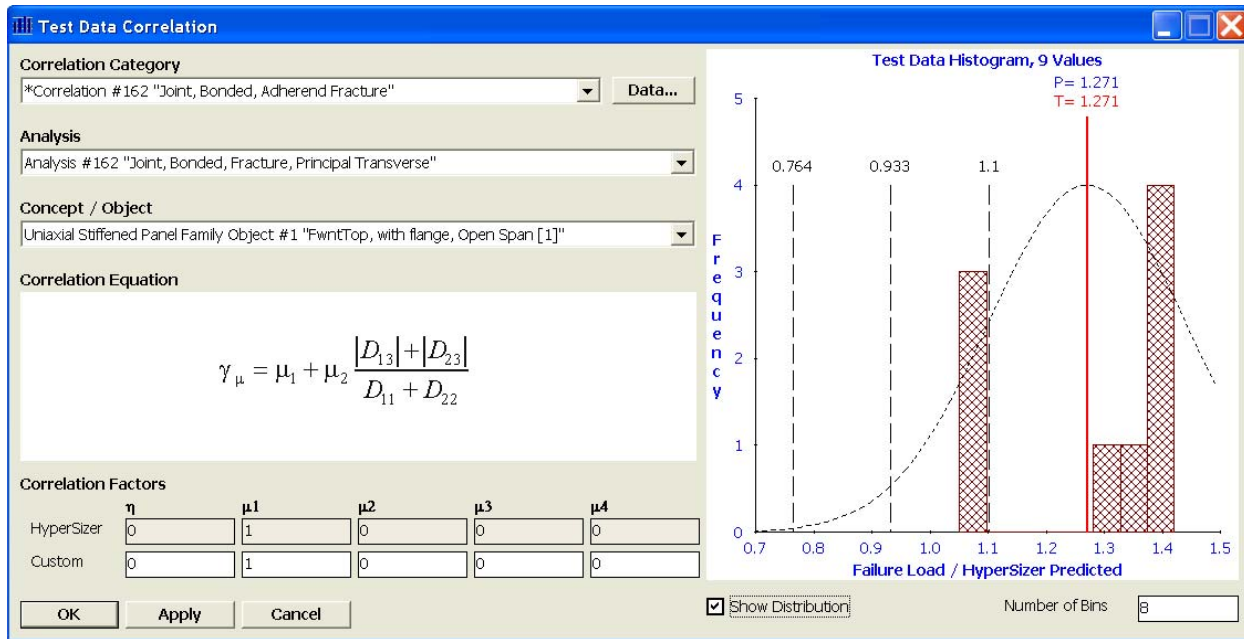 Test Data Correlation
Correlation Category
*Correlation #162 "Joint, Bonded, Adherend Fracture"
Data...
Analysis
Analysis #162 "Joint, Bonded, Fracture, Principal Transverse"
Concept / Object
Uniaxial Stiffened Panel Family Object #1 "FwntTop, with flange, Open Span [1]"
Correlation Equation
γμ = μ1 + μ2 |D13|+|D23| / D11 + D22
Correlation Factors
η μ1 μ2 μ3 μ4
HyperSizer 0 1 0 0 0
Custom 0 1 0 0 0
OK Apply Cancel
Test Data Histogram, 9 Values
P= 1.271
T= 1.271
0.764 0.933 1.1
5
4
3
2
1
0
Frequency
0.7 0.8 0.9 1.0 1.1 1.2 1.3 1.4 1.5
Failure Load / HyperSizer Predicted
Show Distribution
Number of Bins 8